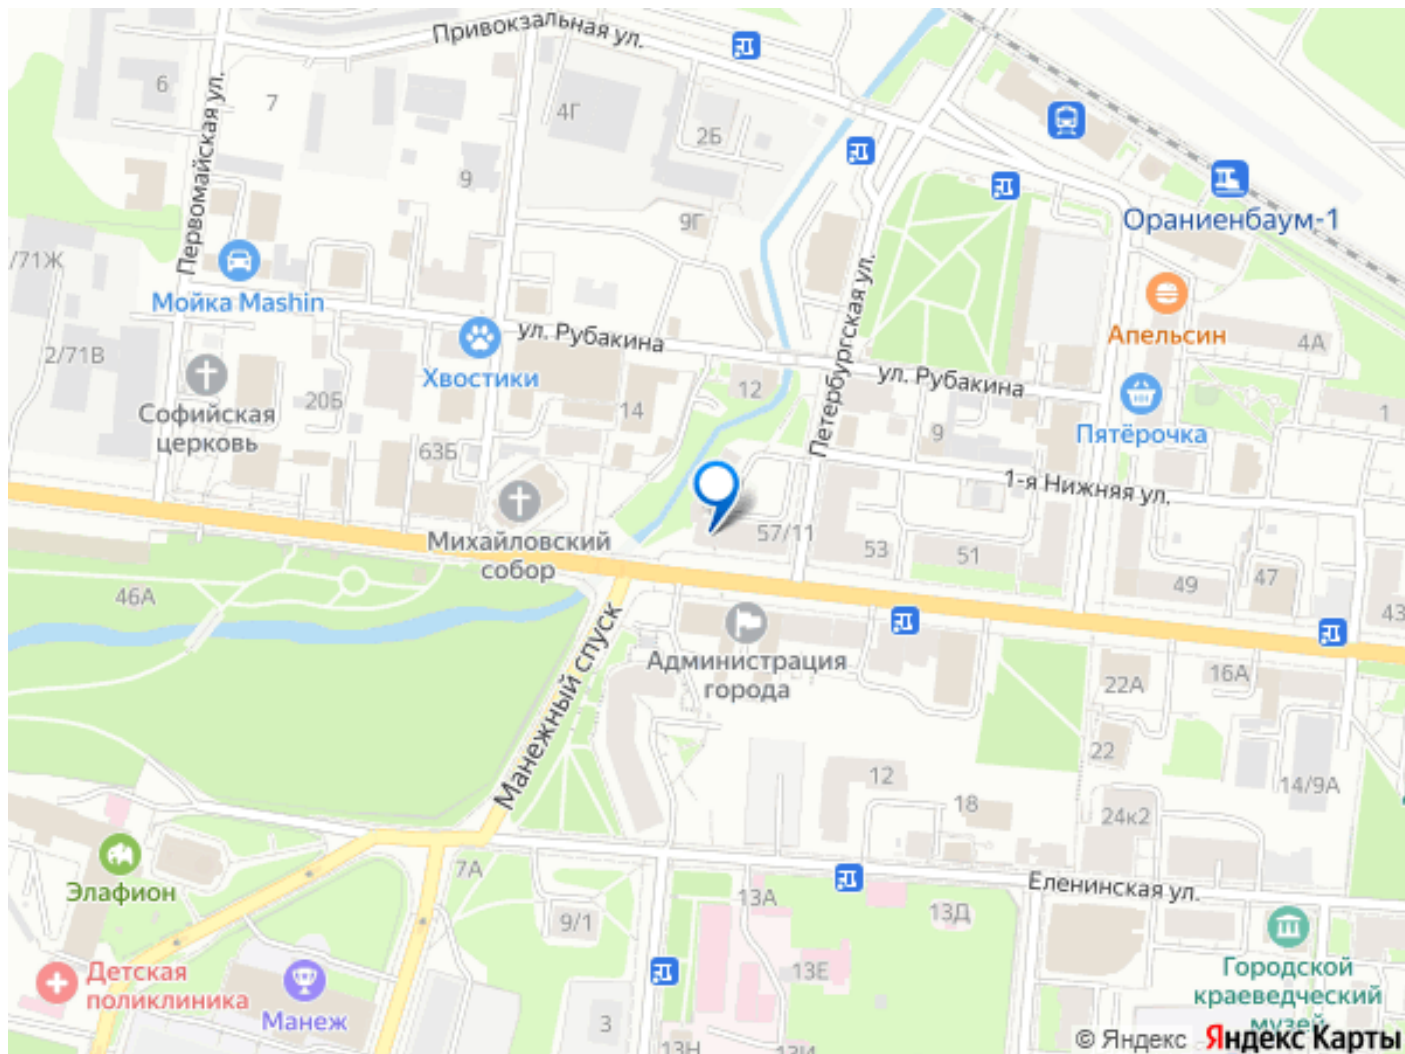 Привокзальная ул.
6
7
4Г
2Б
Первомайская ул.
9
9Г
Ораниенбаум-1
/71Ж
Мойка Mashin
ул. Рубакина
Петербургская ул.
Апельсин
4А
2/71В
Хвостики
12
ул. Рубакина
Софийская
церковь
20Б
14
1
63Б
9
Пятёрочка
1-я Нижняя ул.
Михайловский
собор
57/11
53
51
49
47
46А
43
Манежный спуск
Администрация
города
22А
16А
22
12
18
14/9А
24к2
7А
Элафион
Еленинская ул.
13А
13Д
9/1
Детская
поликлиника
Манеж
13Е
Городской
краеведческий
музей
3
13Н
13И
© Яндекс Яндекс Карты